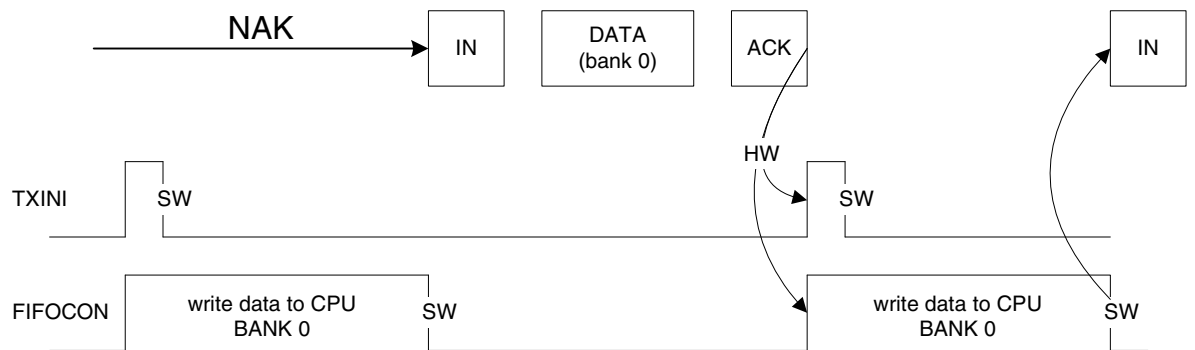 NAK
IN
DATA
(bank 0)
ACK
IN
HW
TXINI
SW
SW
FIFOCON
write data to CPU
BANK 0
SW
write data to CPU
BANK 0
SW